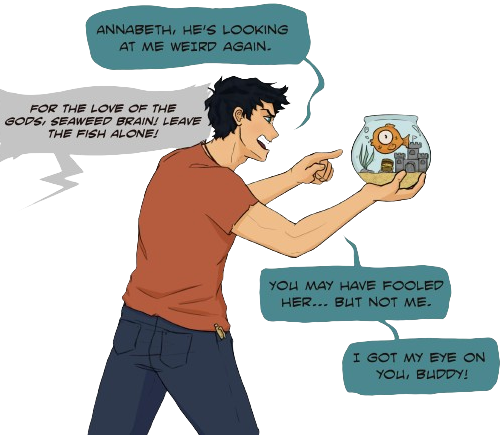 ANNABETH, HE'S LOOKING
AT ME WEIRD AGAIN.
FOR THE LOVE OF THE
GODS, SEAWEED BRAIN! LEAVE
THE FISH ALONE!
YOU MAY HAVE FOOLED
HER... BUT NOT ME.
I GOT MY EYE ON
YOU, BUDDY!